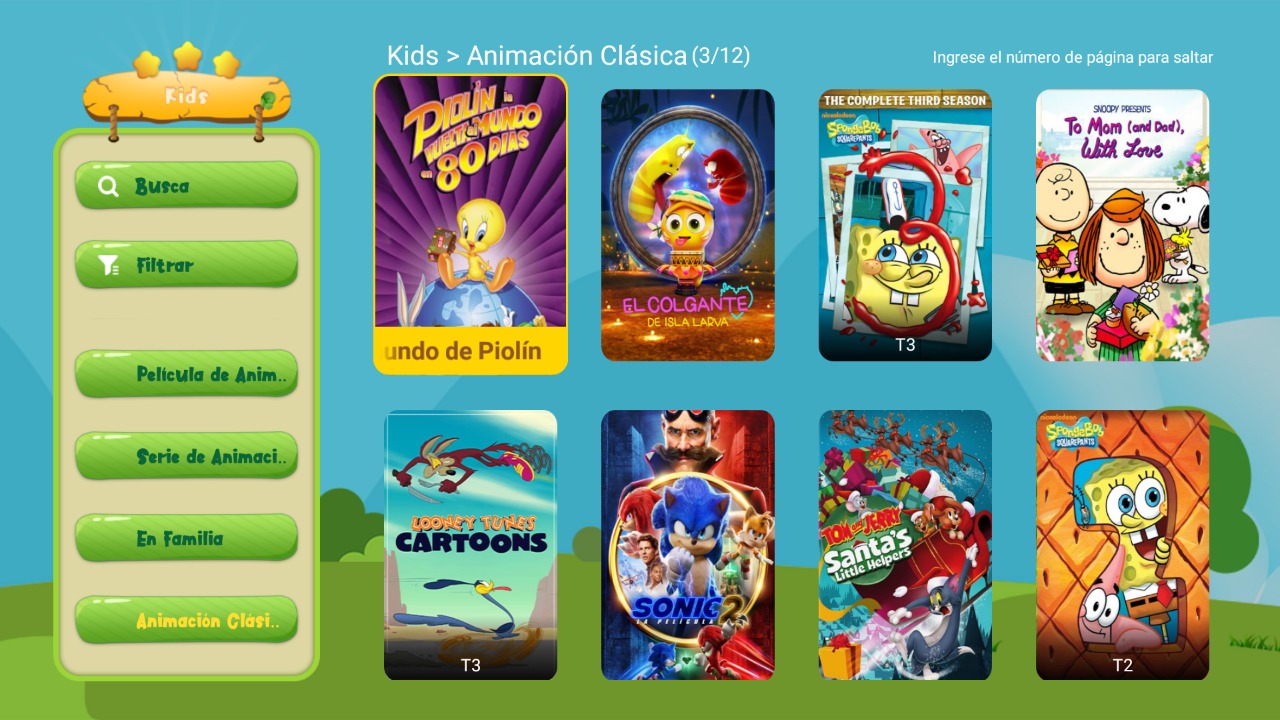 Kids
Busca
Filtrar
Película de Anim..
Serie de Animaci..
En Familia
Animación Clási..
Kids > Animación Clásica (3/12)
Ingrese el número de página para saltar
PIOLÍN la
VUELTA al MUNDO
en 80 DÍAS
undo de Piolín
EL COLGANTE
DE ISLA LARVA
THE COMPLETE THIRD SEASON
nickelodeon
SpongeBob
SQUAREPANTS
T3
SNOOPY PRESENTS
To Mom (and Dad),
With Love
LOONEY TUNES
CARTOONS
T3
SONIC 2
LA PELÍCULA
TOM and JERRY
Santa's
Little Helpers
nickelodeon
SpongeBob
SQUAREPANTS
T2